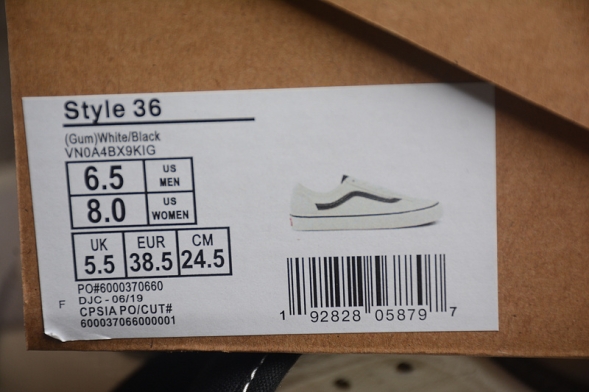 Style 36
(Gum)White/Black
VN0A4BX9KIG
6.5 US MEN
8.0 US WOMEN
UK EUR CM
5.5 38.5 24.5
PO#6000370660
F DJC - 06/19
CPSIA PO/CUT#
600037066000001
1 92828 05879 7